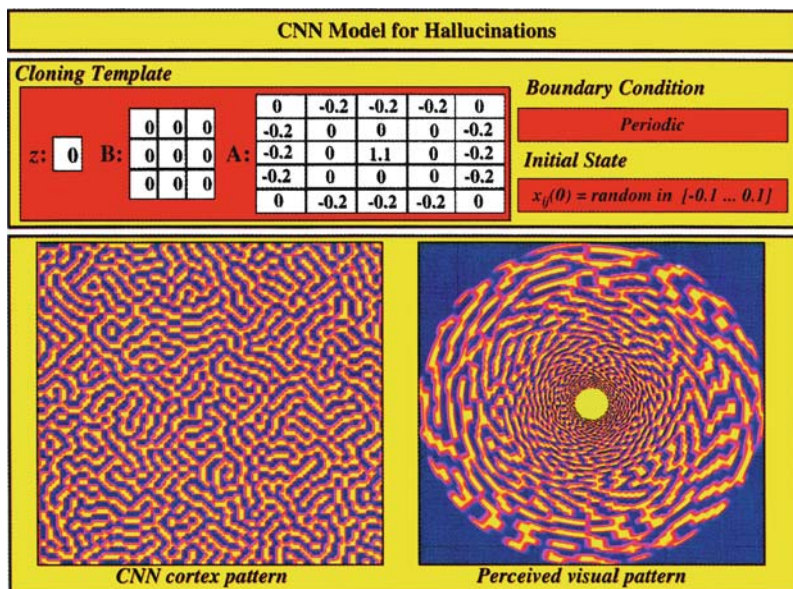 CNN Model for Hallucinations
Cloning Template
z: 0
B:
0 0 0
0 0 0
0 0 0
A:
0 -0.2 -0.2 -0.2 0
-0.2 0 0 0 -0.2
-0.2 0 1.1 0 -0.2
-0.2 0 0 0 -0.2
0 -0.2 -0.2 -0.2 0
Boundary Condition
Periodic
Initial State
xij(0) = random in [-0.1 ... 0.1]
CNN cortex pattern
Perceived visual pattern